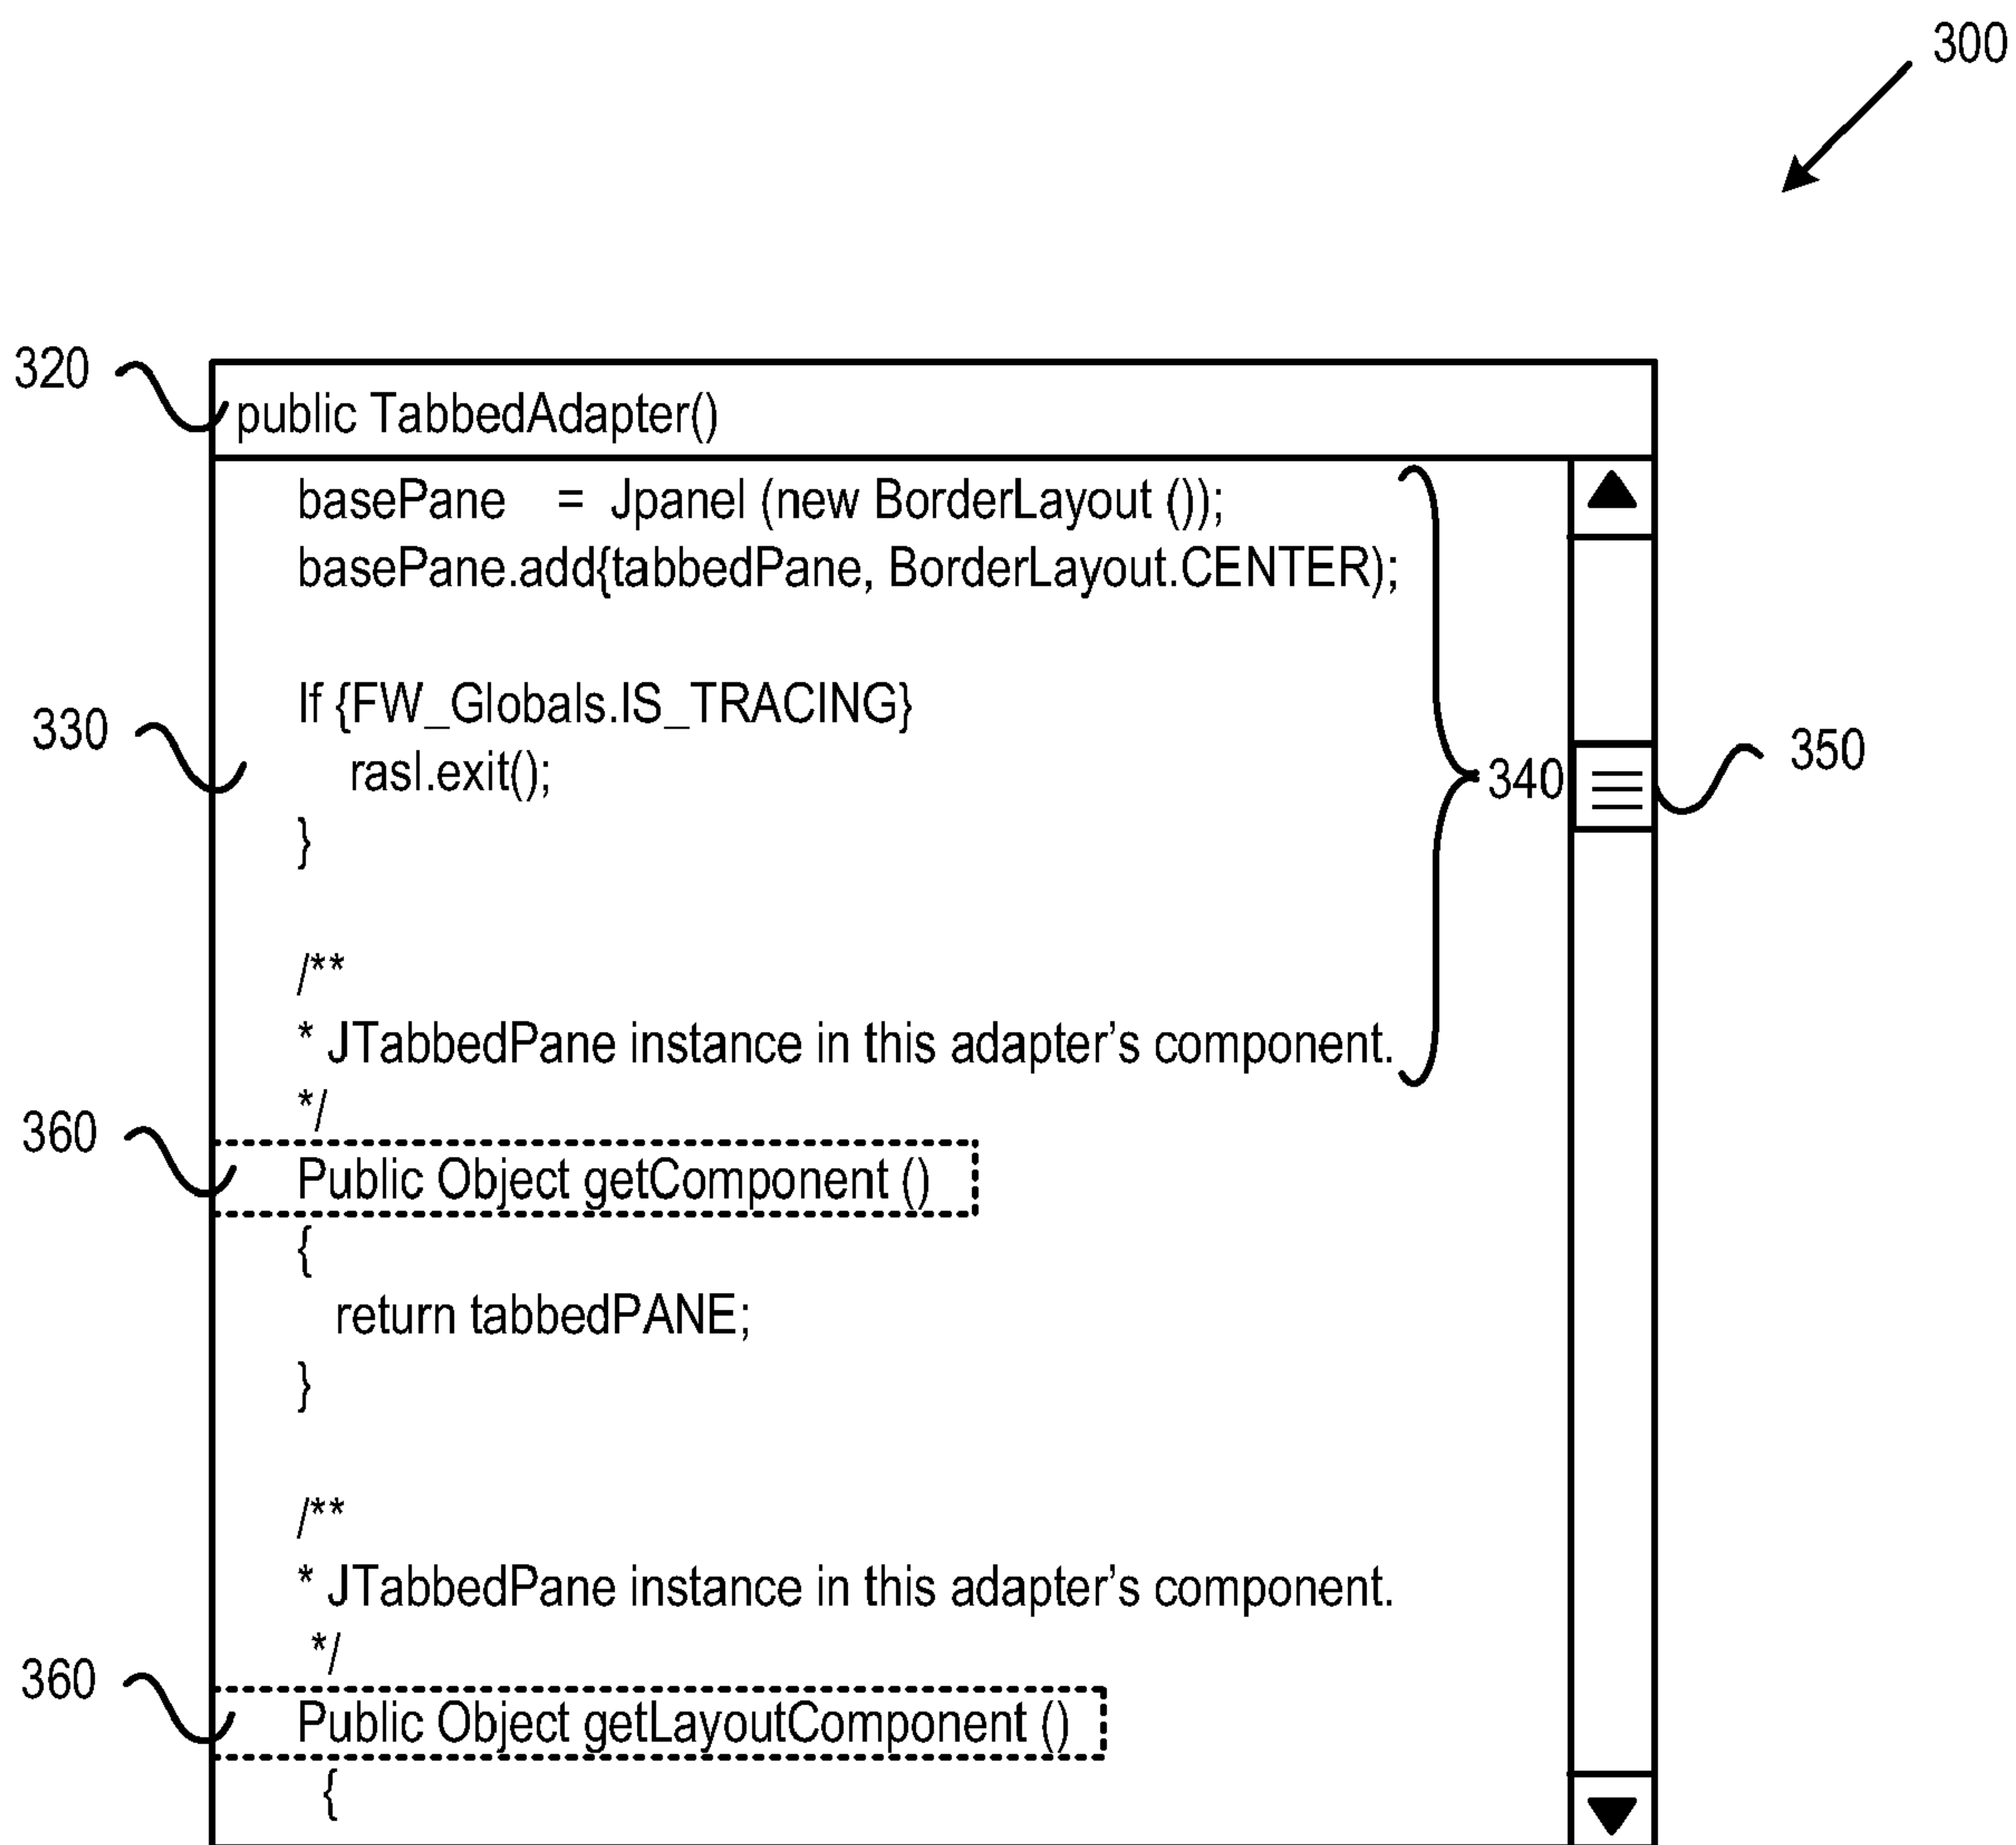 300
320
public TabbedAdapter()
basePane = Jpanel (new BorderLayout ());
basePane.add{tabbedPane, BorderLayout.CENTER);
If {FW_Globals.IS_TRACING}
330
rasl.exit();
340
350
}
/**
* JTabbedPane instance in this adapter's component.
*/
360
Public Object getComponent ()
{
return tabbedPANE;
}
/**
* JTabbedPane instance in this adapter's component.
*/
360
Public Object getLayoutComponent ()
{